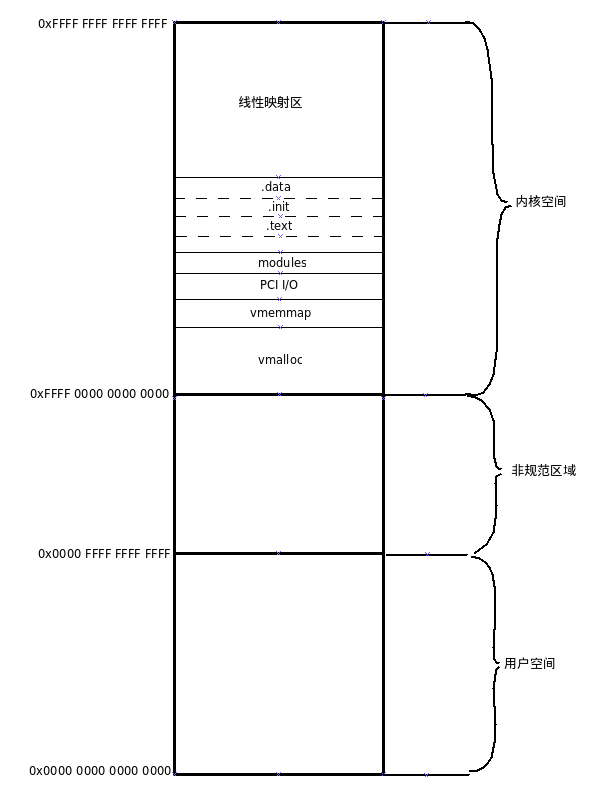 0xFFFF FFFF FFFF FFFF
线性映射区
.data
.init
.text
内核空间
modules
PCI I/O
vmemmap
vmalloc
0xFFFF 0000 0000 0000
非规范区域
0x0000 FFFF FFFF FFFF
用户空间
0x0000 0000 0000 0000